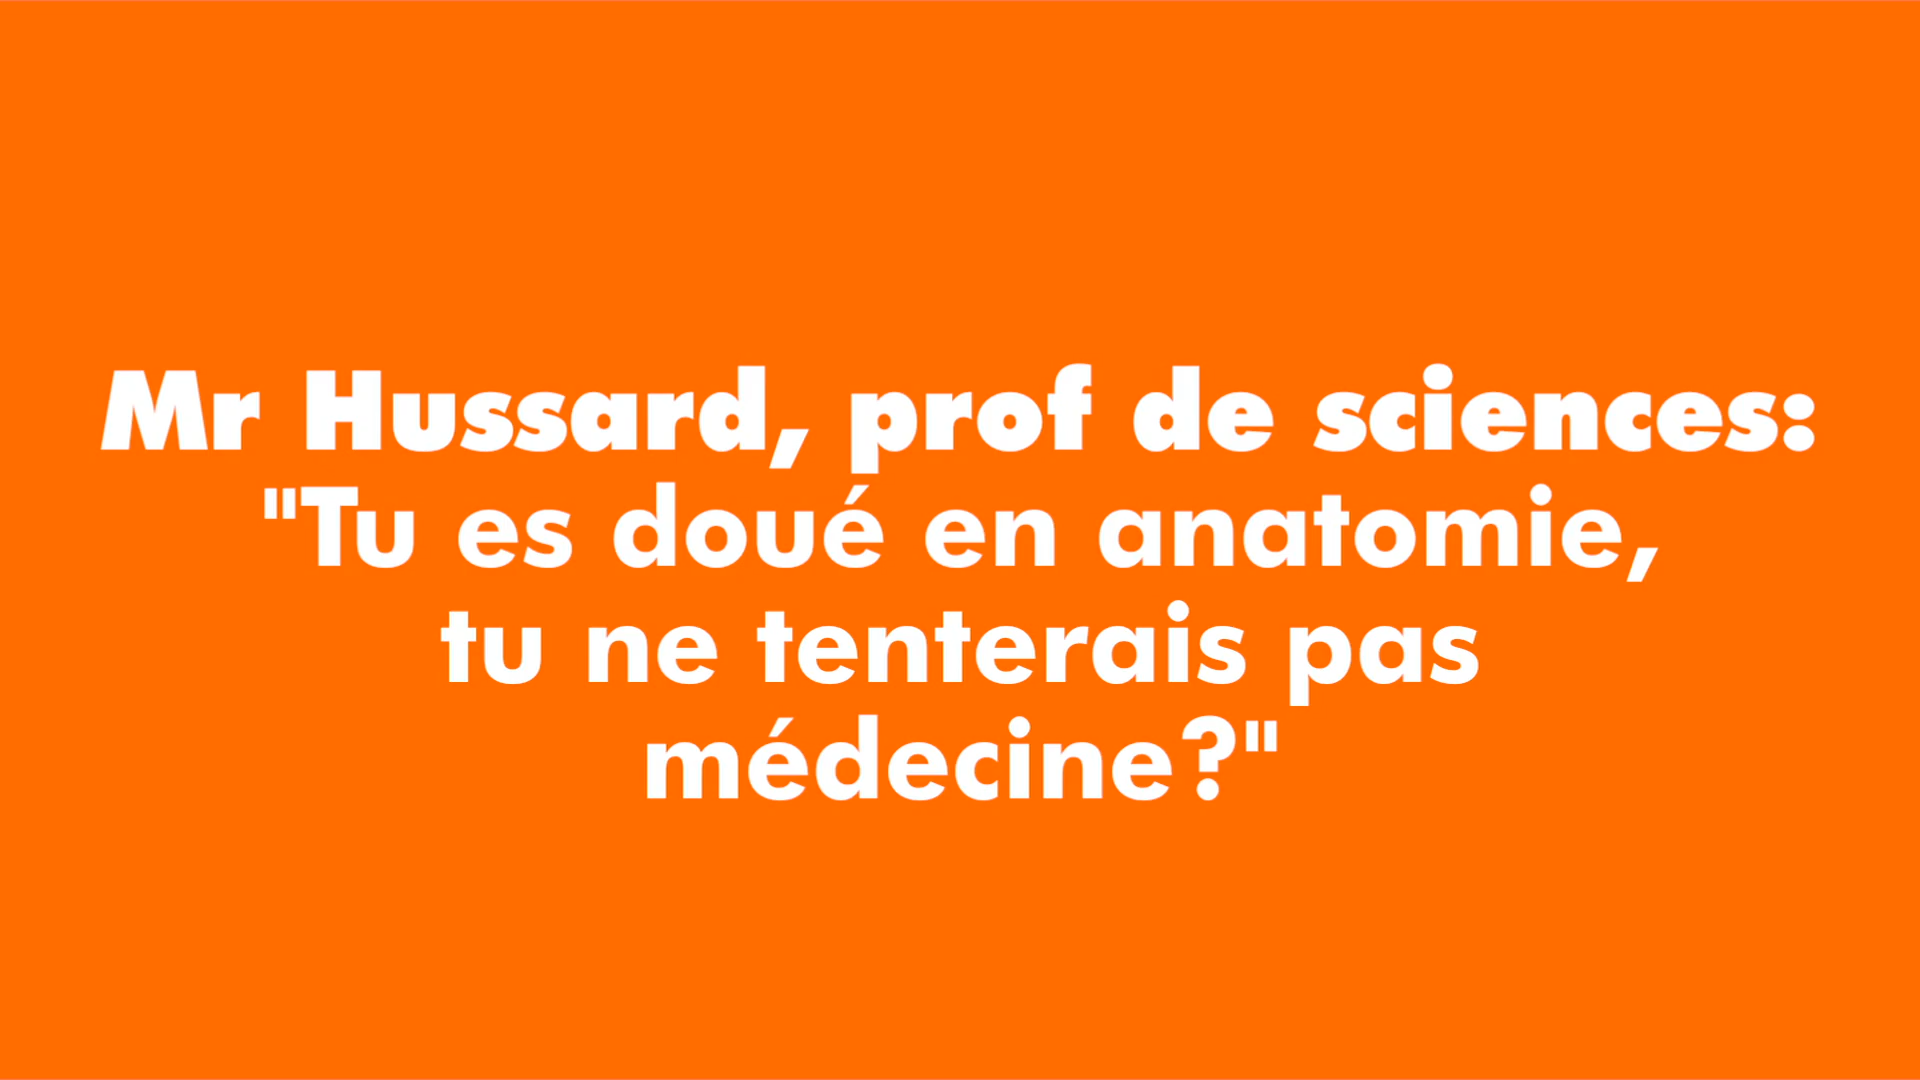 Mr Hussard, prof de sciences:
"Tu es doué en anatomie,
tu ne tenterais pas
médecine?"